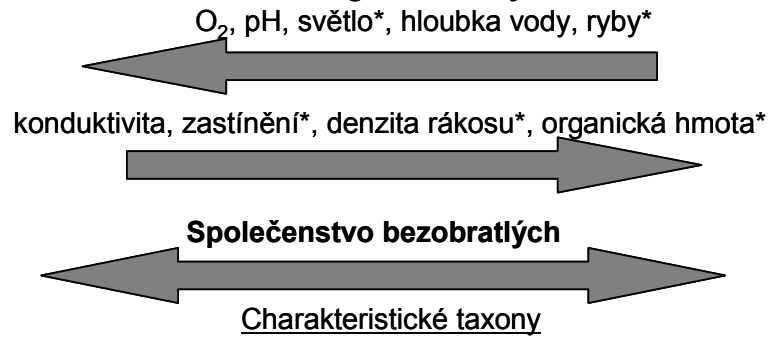 O₂, pH, světlo*, hloubka vody, ryby*
konduktivita, zastínění*, denzita rákosu*, organická hmota*
Společenstvo bezobratlých
Charakteristické taxony